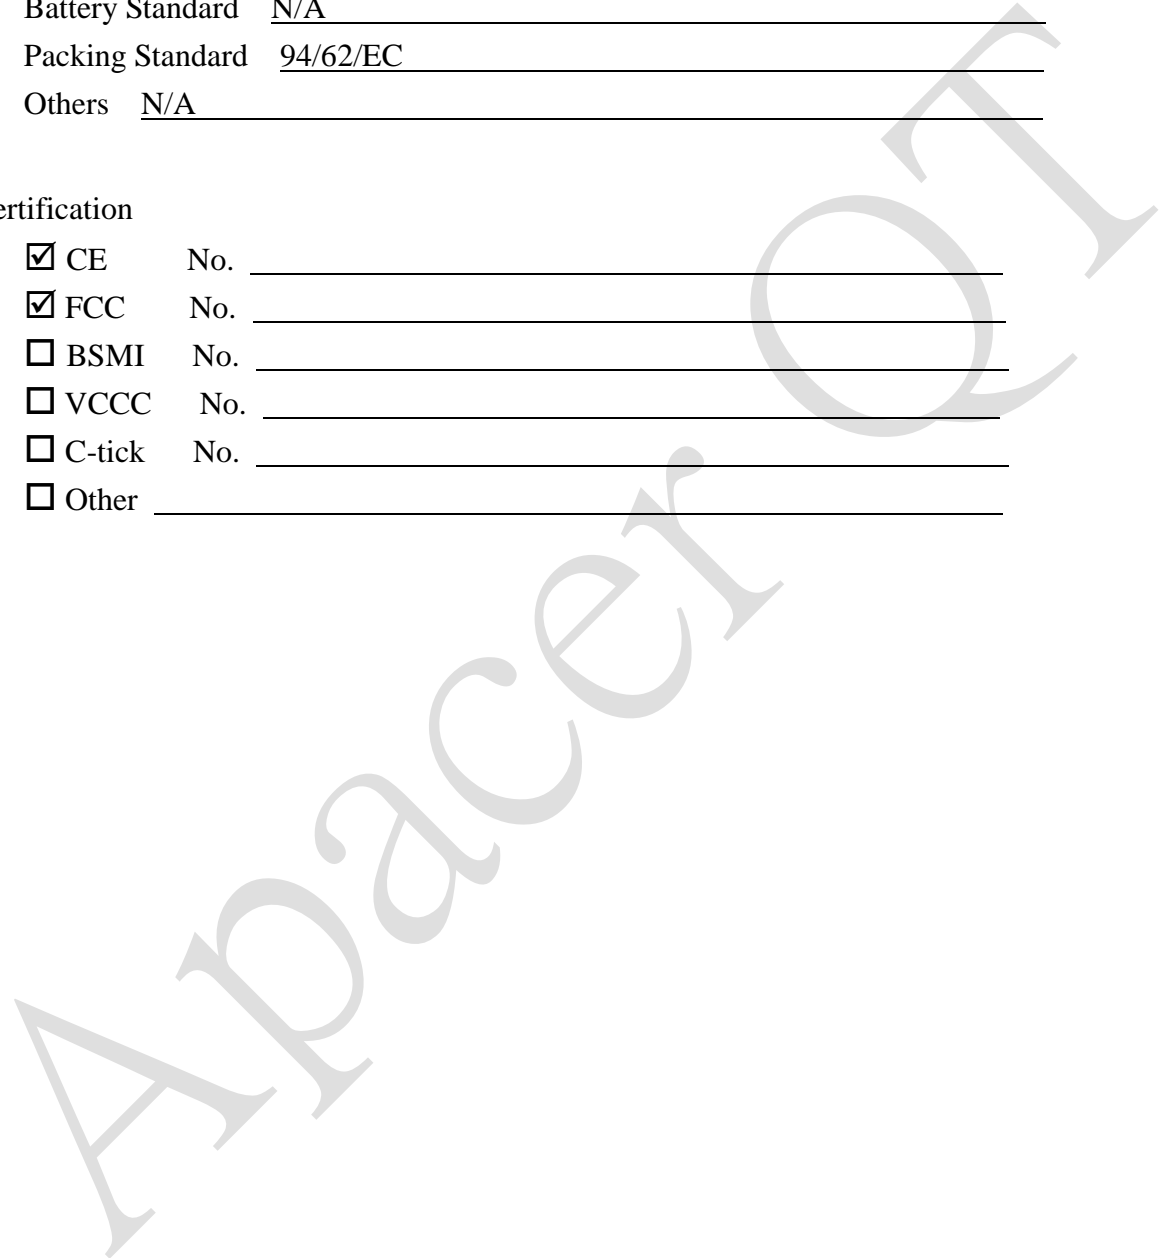 Battery Standard N/A
Packing Standard 94/62/EC
Others N/A
ertification
☑ CE No.
☑ FCC No.
☐ BSMI No.
☐ VCCC No.
☐ C-tick No.
☐ Other
Apacer QT